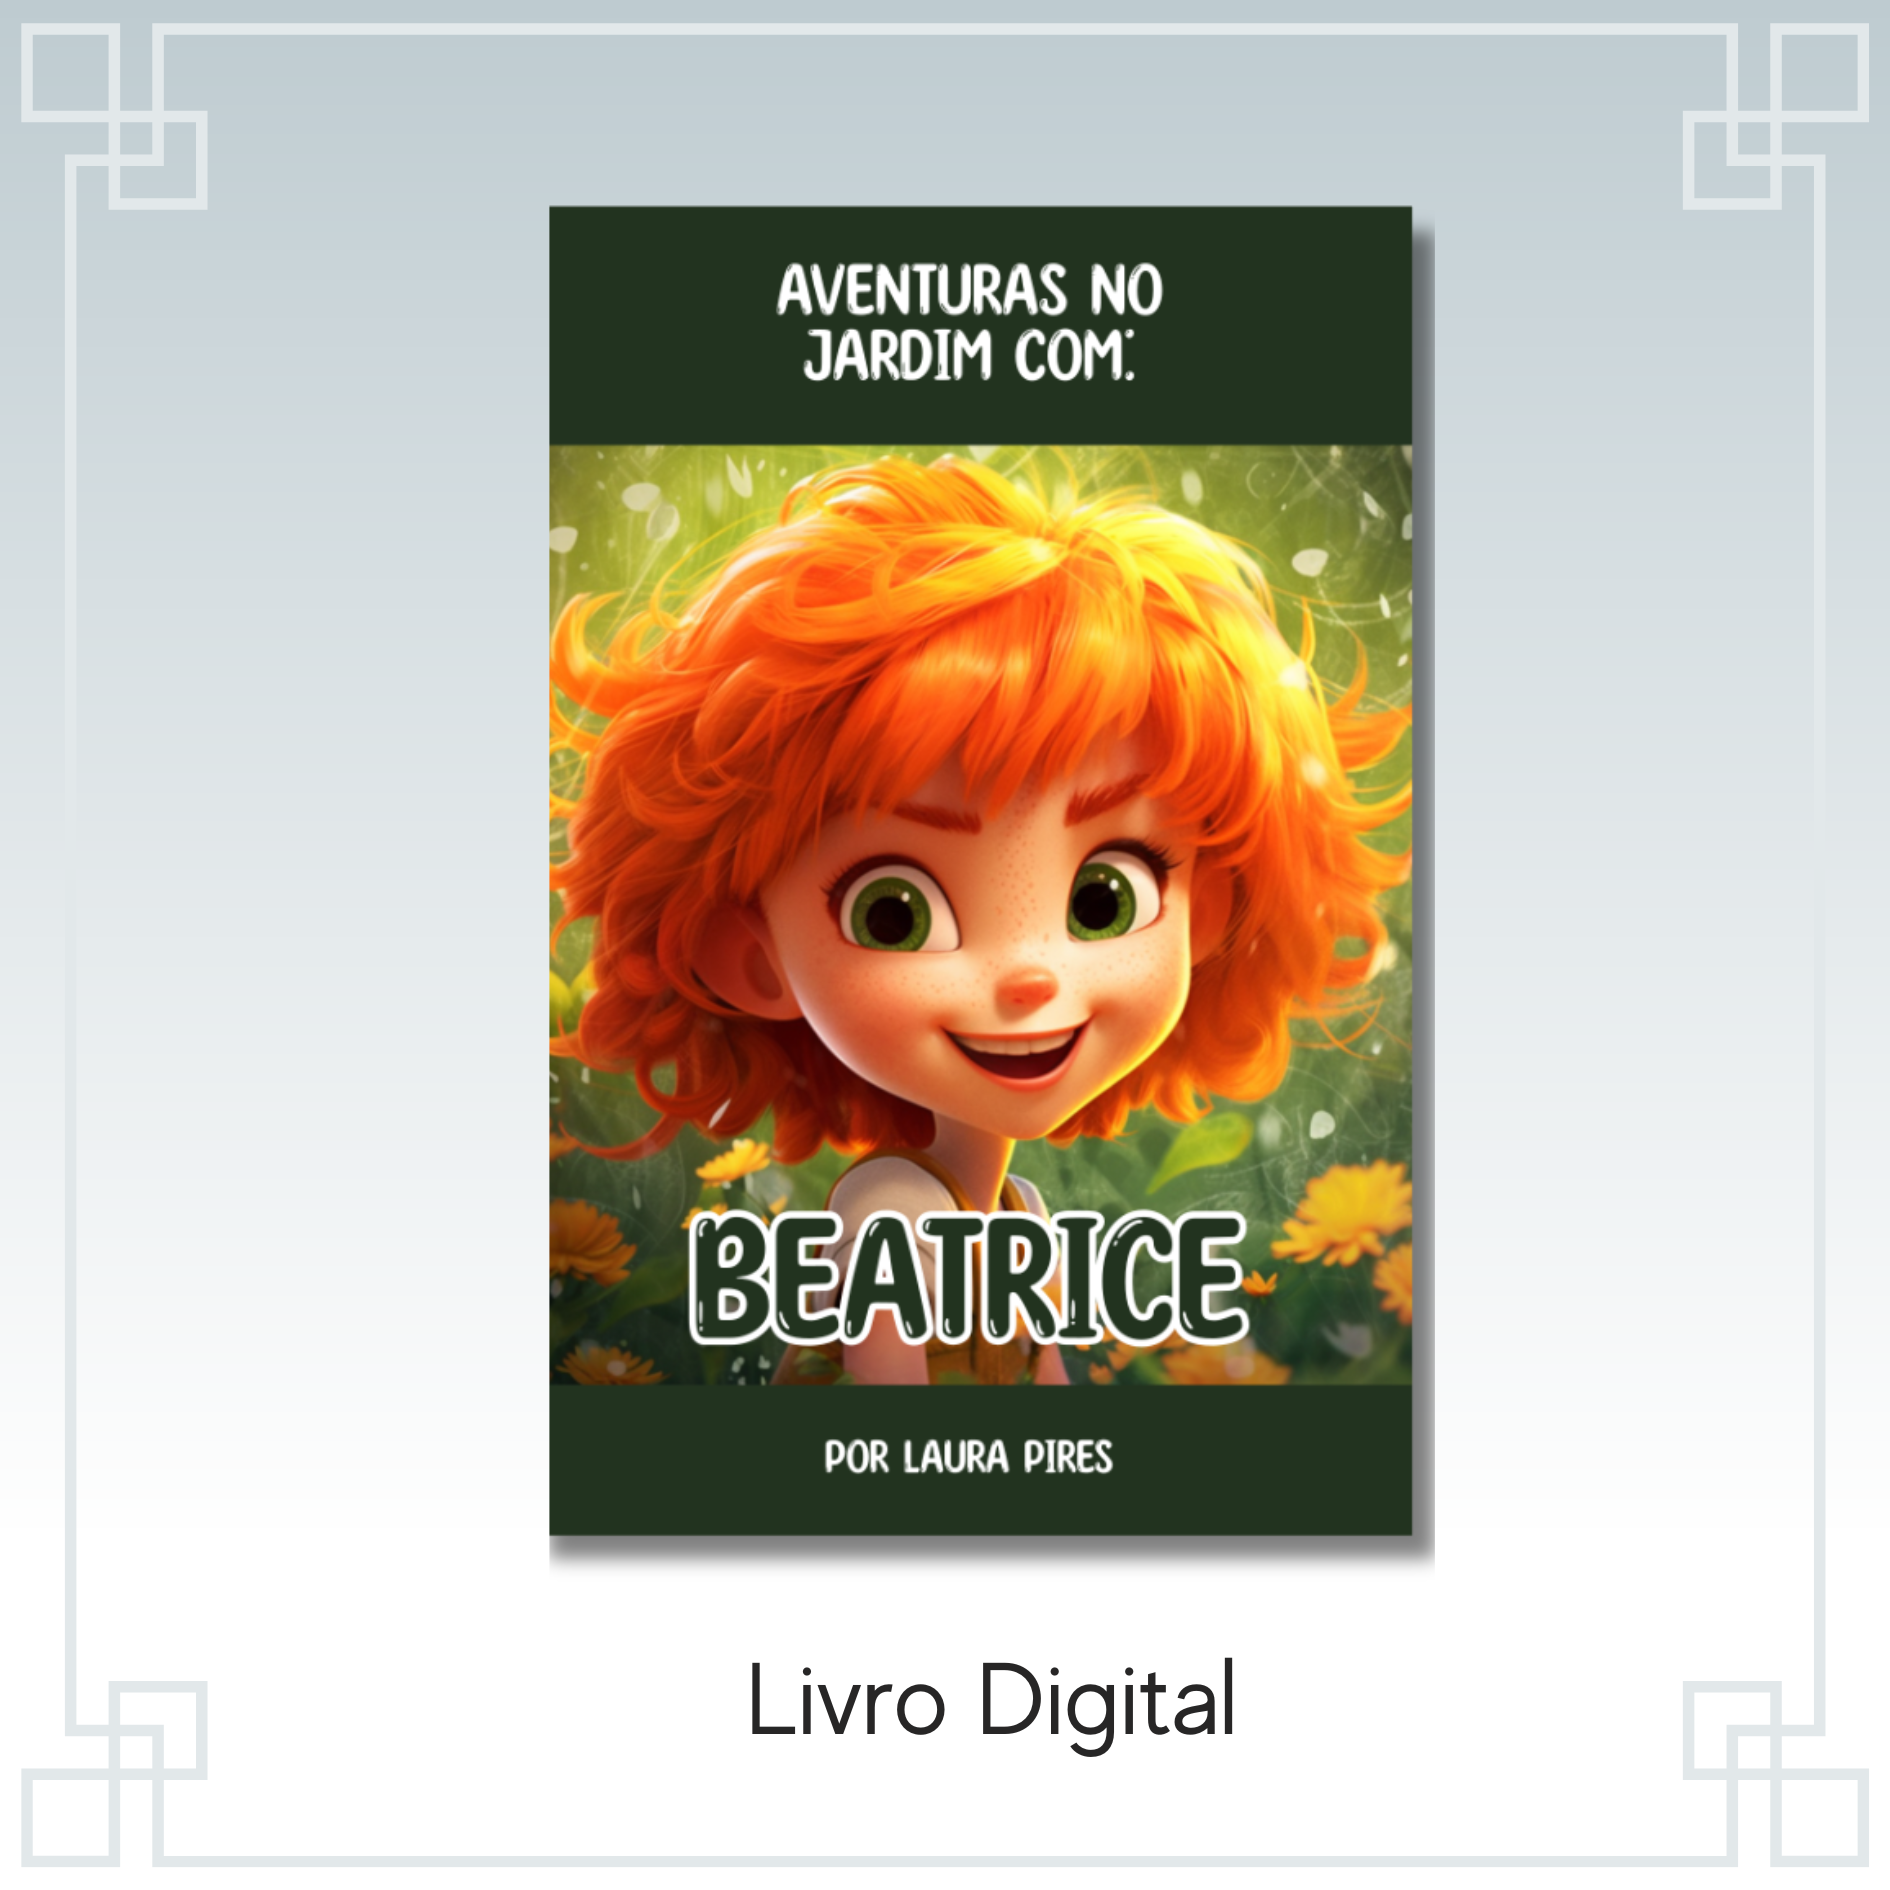 AVENTURAS NO
JARDIM COM:
BEATRICE
POR LAURA PIRES
Livro Digital